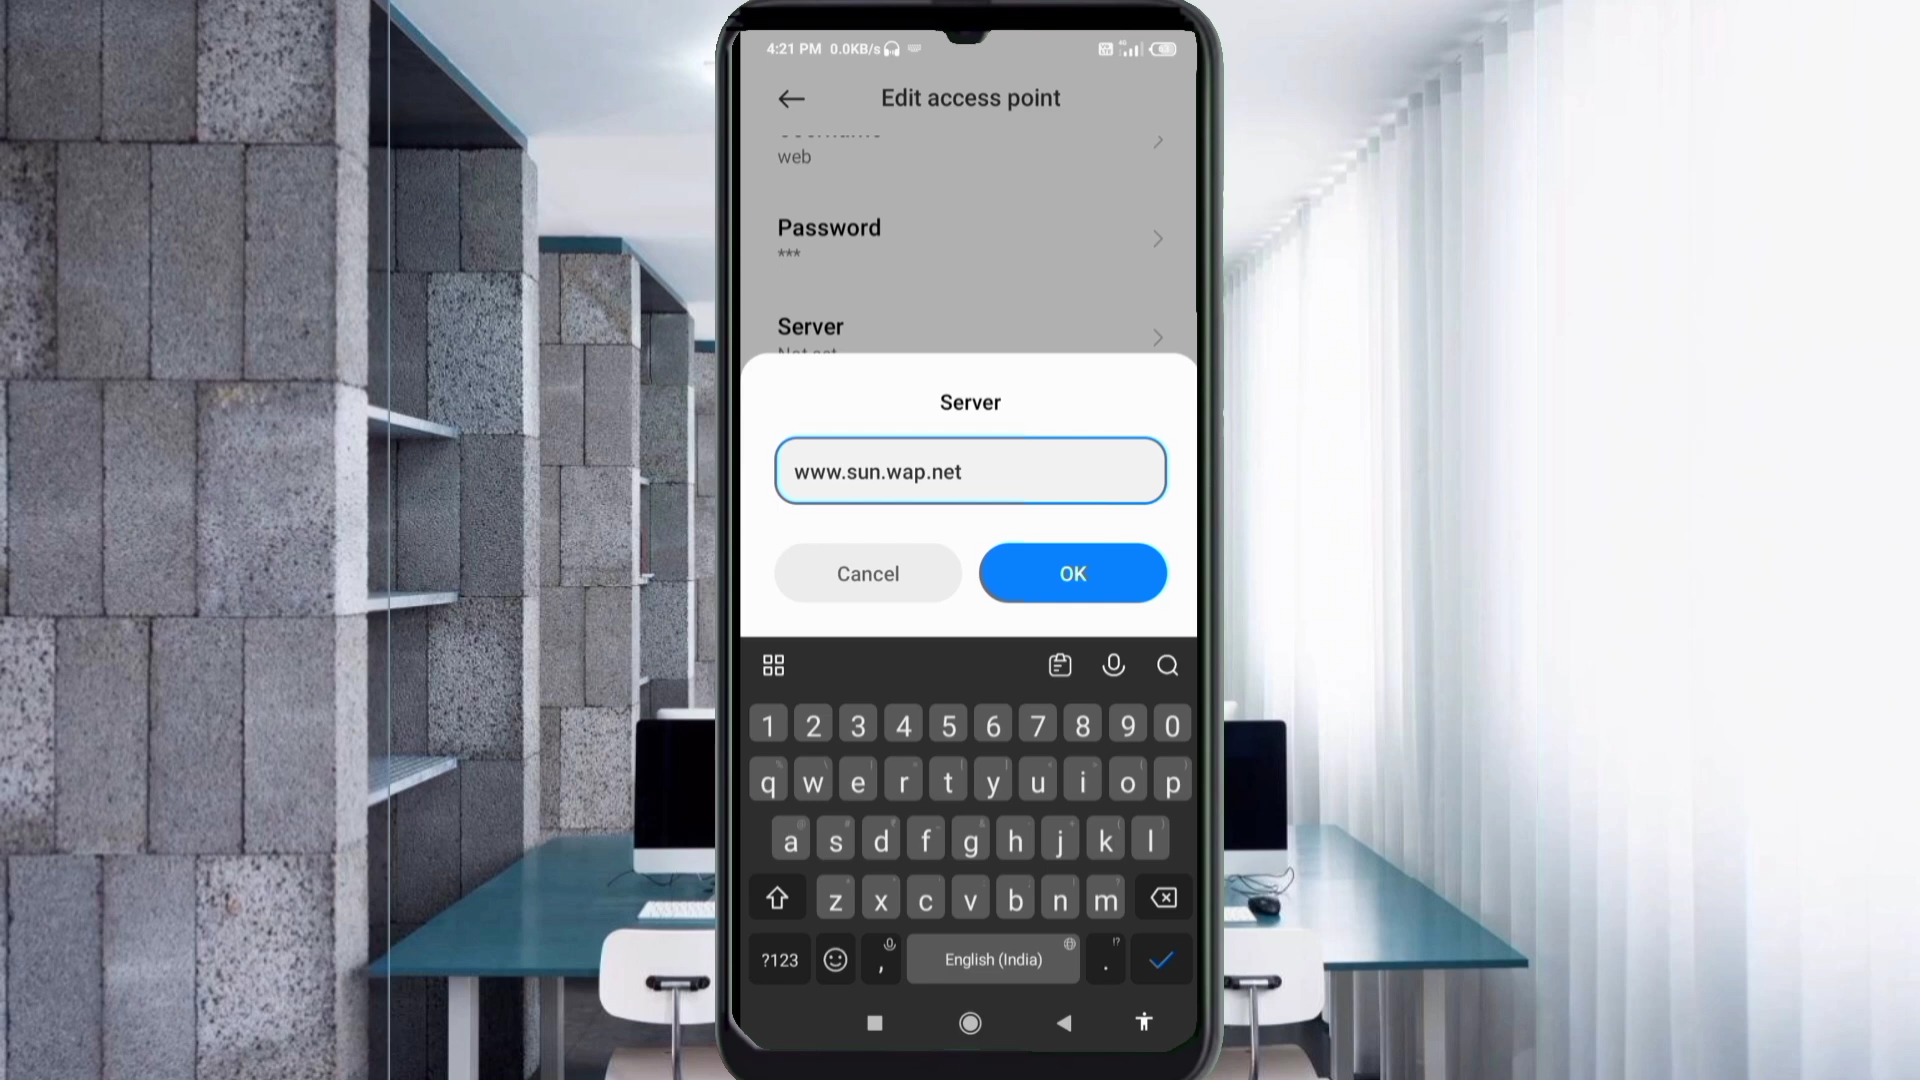 4:21 PM 0.0KB/s
Edit access point
web
Password
***
Server
Server
www.sun.wap.net
Cancel
OK
1 2 3 4 5 6 7 8 9 0
q w e r t y u i o p
a s d f g h j k l
z x c v b n m
?123 , English (India) . !?